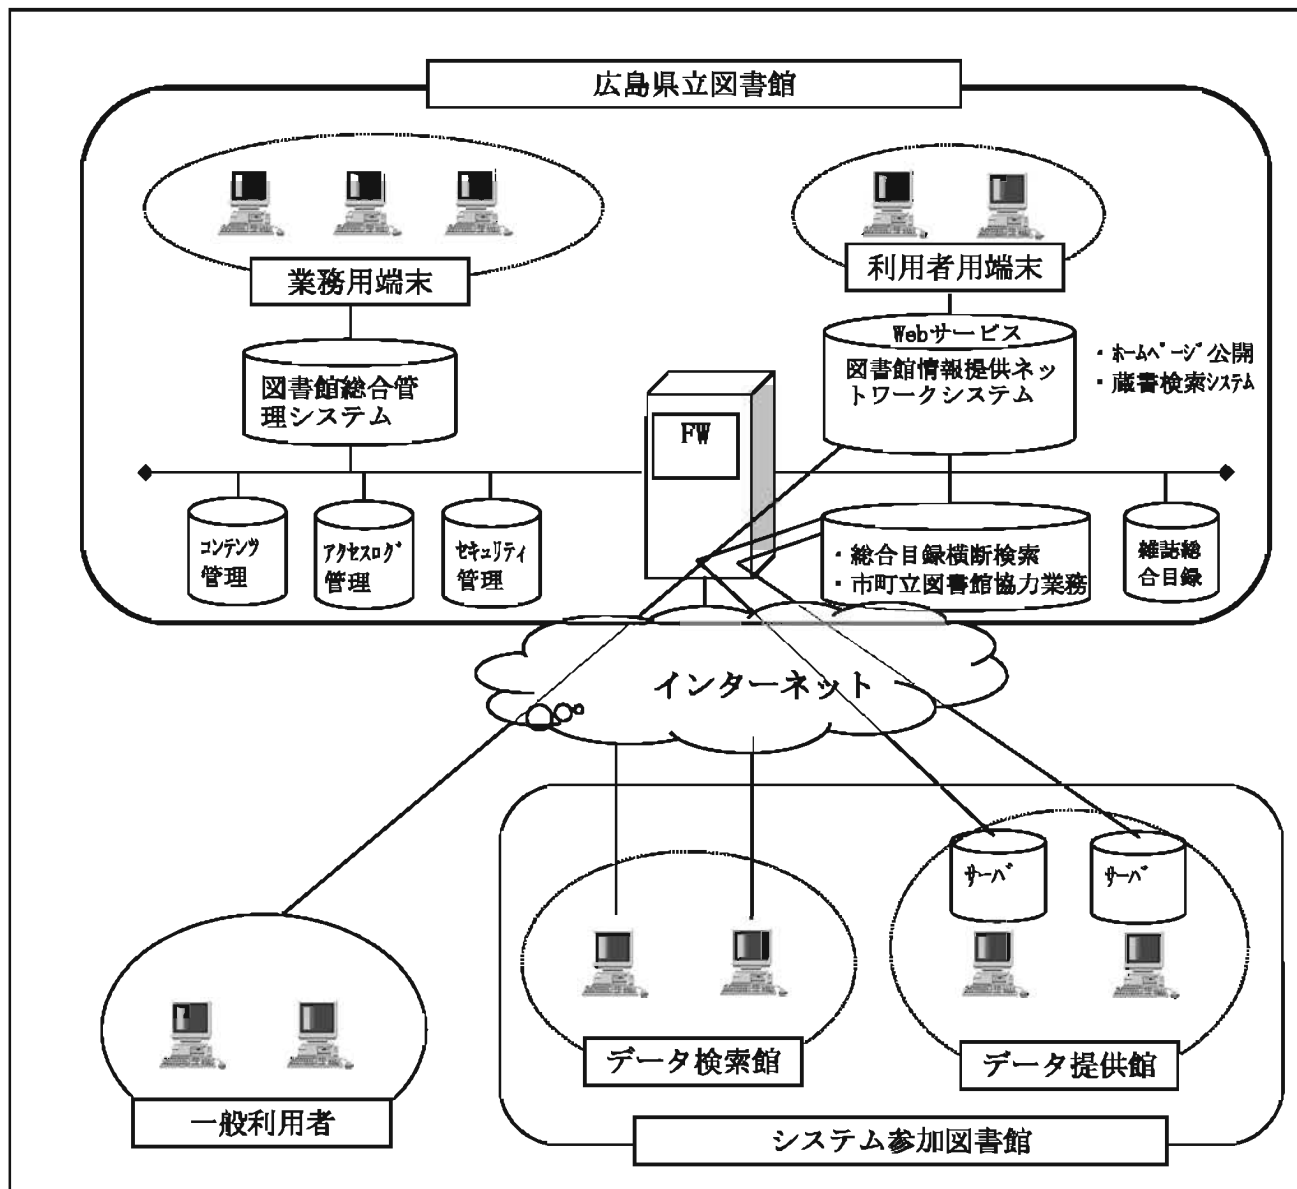 広島県立図書館
業務用端末
利用者用端末
Webサービス
図書館情報提供ネッ
トワークシステム
・ﾎｰﾑﾍﾟｰｼﾞ公開
・蔵書検索ｼｽﾃﾑ
図書館総合管
理システム
FW
ｺﾝﾃﾝﾂ
管理
ｱｸｾｽﾛｸﾞ
管理
ｾｷｭﾘﾃｨ
管理
・総合目録横断検索
・市町立図書館協力業務
雑誌総
合目録
インターネット
ｻｰﾊﾞ
ｻｰﾊﾞ
データ検索館
データ提供館
一般利用者
システム参加図書館